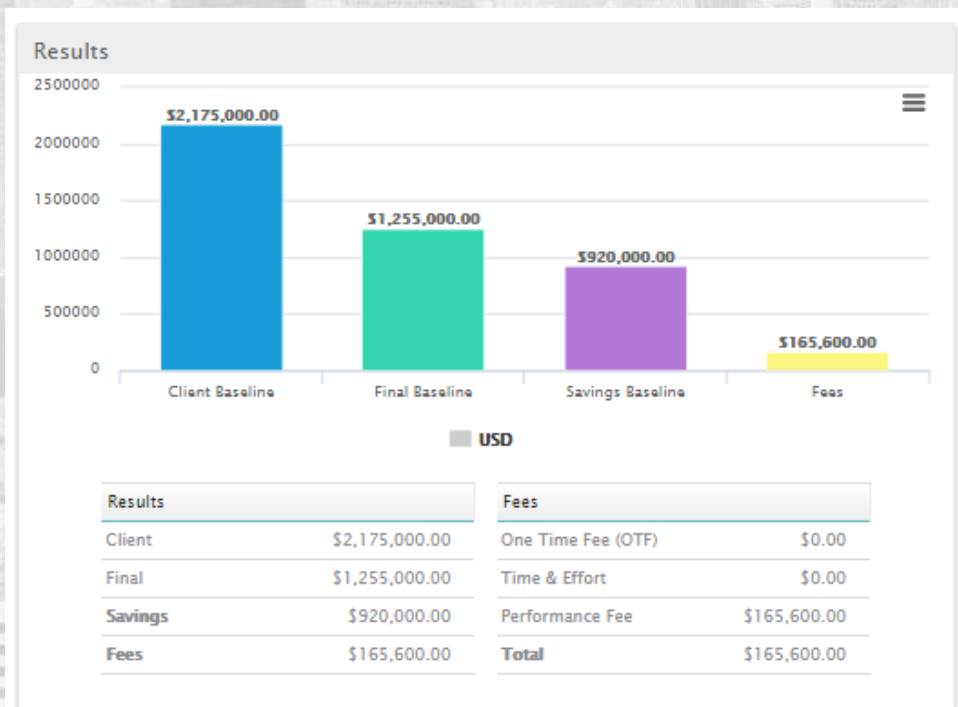 Results
2500000
2000000
1500000
1000000
500000
0
$2,175,000.00
$1,255,000.00
$920,000.00
$165,600.00
Client Baseline Final Baseline Savings Baseline Fees
USD
Results
Client $2,175,000.00
Final $1,255,000.00
Savings $920,000.00
Fees $165,600.00
Fees
One Time Fee (OTF) $0.00
Time & Effort $0.00
Performance Fee $165,600.00
Total $165,600.00